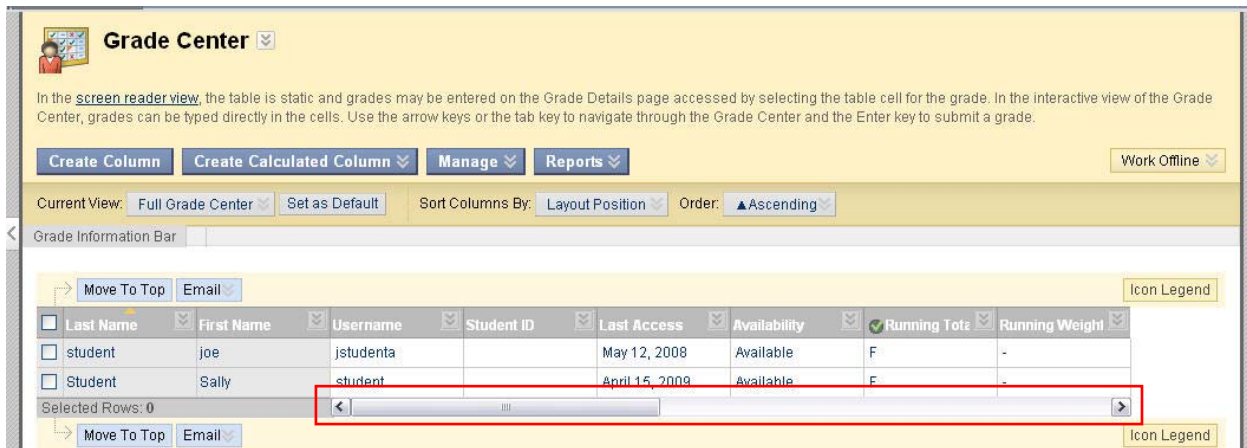 Grade Center
In the screen reader view, the table is static and grades may be entered on the Grade Details page accessed by selecting the table cell for the grade. In the interactive view of the Grade
Center, grades can be typed directly in the cells. Use the arrow keys or the tab key to navigate through the Grade Center and the Enter key to submit a grade.
Create Column Create Calculated Column Manage Reports Work Offline
Current View: Full Grade Center Set as Default Sort Columns By: Layout Position Order: ▲Ascending
Grade Information Bar
Move To Top Email Icon Legend
Last Name First Name Username Student ID Last Access Availability Running Tota Running Weight
student joe jstudenta May 12, 2008 Available F -
Student Sally student April 15, 2009 Available F -
Selected Rows: 0
Move To Top Email Icon Legend